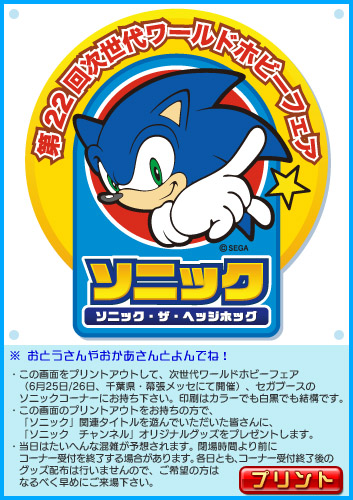 第22回次世代ワールドホビーフェア
©SEGA
ソニック
ソニック・ザ・ヘッジホッグ
※ おとうさんやおかあさんとよんでね！
・この画面をプリントアウトして、次世代ワールドホビーフェア
（6月25日/26日、千葉県・幕張メッセにて開催）、セガブースの
ソニックコーナーにお持ち下さい。印刷はカラーでも白黒でも結構です。
・この画面のプリントアウトをお持ちの方で、
「ソニック」関連タイトルを遊んでいただいた皆さんに、
「ソニック　チャンネル」オリジナルグッズをプレゼントします。
・当日はたいへんな混雑が予想されます。閉場時間より前に
コーナー受付を終了する場合があます。各日とも、コーナー受付終了後の
グッズ配布は行いませんので、ご希望の方は
なるべく早めにご来場下さい。
プリント